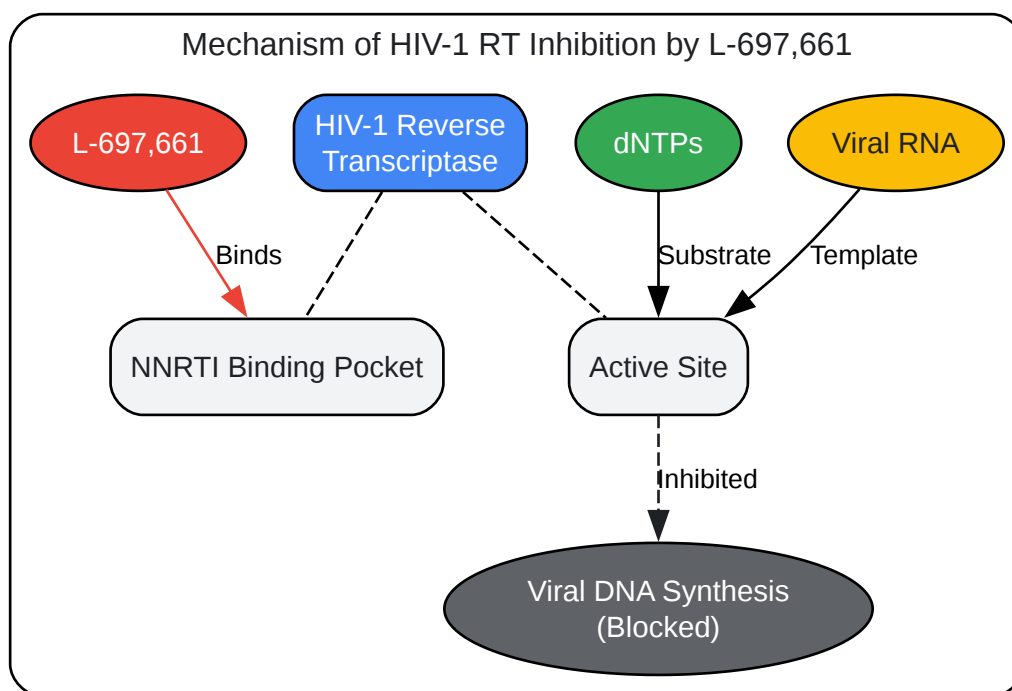 Mechanism of HIV-1 RT Inhibition by L-697,661
L-697,661
HIV-1 Reverse
Transcriptase
dNTPs
Viral RNA
Binds
Substrate
Template
NNRTI Binding Pocket
Active Site
Inhibited
Viral DNA Synthesis
(Blocked)